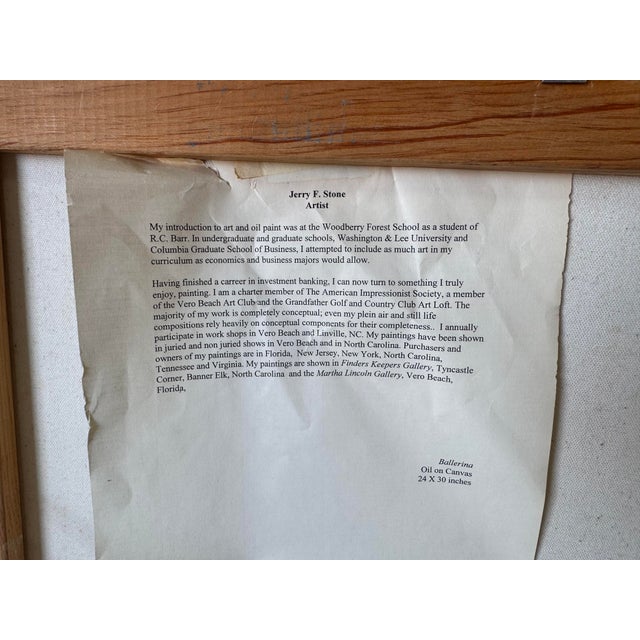 Jerry F. Stone
Artist
My introduction to art and oil paint was at the Woodberry Forest School as a student of
R.C. Barr. In undergraduate and graduate schools, Washington & Lee University and
Columbia Graduate School of Business, I attempted to include as much art in my
curriculum as economics and business majors would allow.
Having finished a carreer in investment banking, I can now turn to something I truly
enjoy, painting. I am a charter member of The American Impressionist Society, a member
of the Vero Beach Art Club and the Grandfather Golf and Country Club Art Loft. The
majority of my work is completely conceptual; even my plein air and still life
compositions rely heavily on conceptual components for their completeness.. I annually
participate in work shops in Vero Beach and Linville, NC. My paintings have been shown
in juried and non juried shows in Vero Beach and in North Carolina. Purchasers and
owners of my paintings are in Florida, New Jersey, New York, North Carolina,
Tennessee and Virginia. My paintings are shown in Finders Keepers Gallery, Tyncastle
Corner, Banner Elk, North Carolina and the Martha Lincoln Gallery, Vero Beach,
Florida,
Ballerina
Oil on Canvas
24 X 30 inches